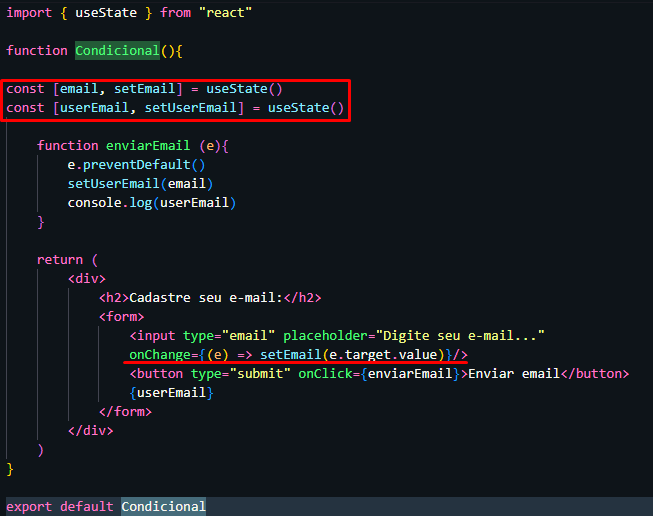 import { useState } from "react"
function Condicional(){
const [email, setEmail] = useState()
const [userEmail, setUserEmail] = useState()
function enviarEmail (e){
e.preventDefault()
setUserEmail(email)
console.log(userEmail)
}
return (
<div>
<h2>Cadastre seu e-mail:</h2>
<form>
<input type="email" placeholder="Digite seu e-mail..."
onChange={(e) => setEmail(e.target.value)}/>
<button type="submit" onClick={enviarEmail}>Enviar email</button>
{userEmail}
</form>
</div>
)
}
export default Condicional